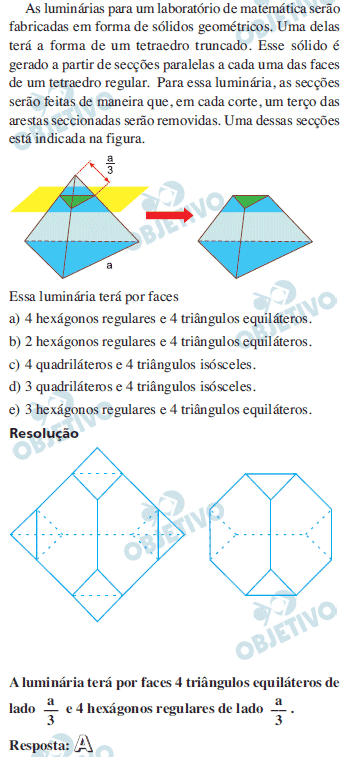 As luminárias para um laboratório de matemática serão
fabricadas em forma de sólidos geométricos. Uma delas
terá a forma de um tetraedro truncado. Esse sólido é
gerado a partir de secções paralelas a cada uma das faces
de um tetraedro regular. Para essa luminária, as secções
serão feitas de maneira que, em cada corte, um terço das
arestas seccionadas serão removidas. Uma dessas secções
está indicada na figura.
a
3
a
Essa luminária terá por faces
a) 4 hexágonos regulares e 4 triângulos equiláteros.
b) 2 hexágonos regulares e 4 triângulos equiláteros.
c) 4 quadriláteros e 4 triângulos isósceles.
d) 3 quadriláteros e 4 triângulos isósceles.
e) 3 hexágonos regulares e 4 triângulos equiláteros.
Resolução
A luminária terá por faces 4 triângulos equiláteros de
lado a/3 e 4 hexágonos regulares de lado a/3.
Resposta: A
OBJETIVO
OBJETIVO
OBJETIVO
OBJETIVO
OBJETIVO
OBJETIVO
OBJETIVO
OBJETIVO